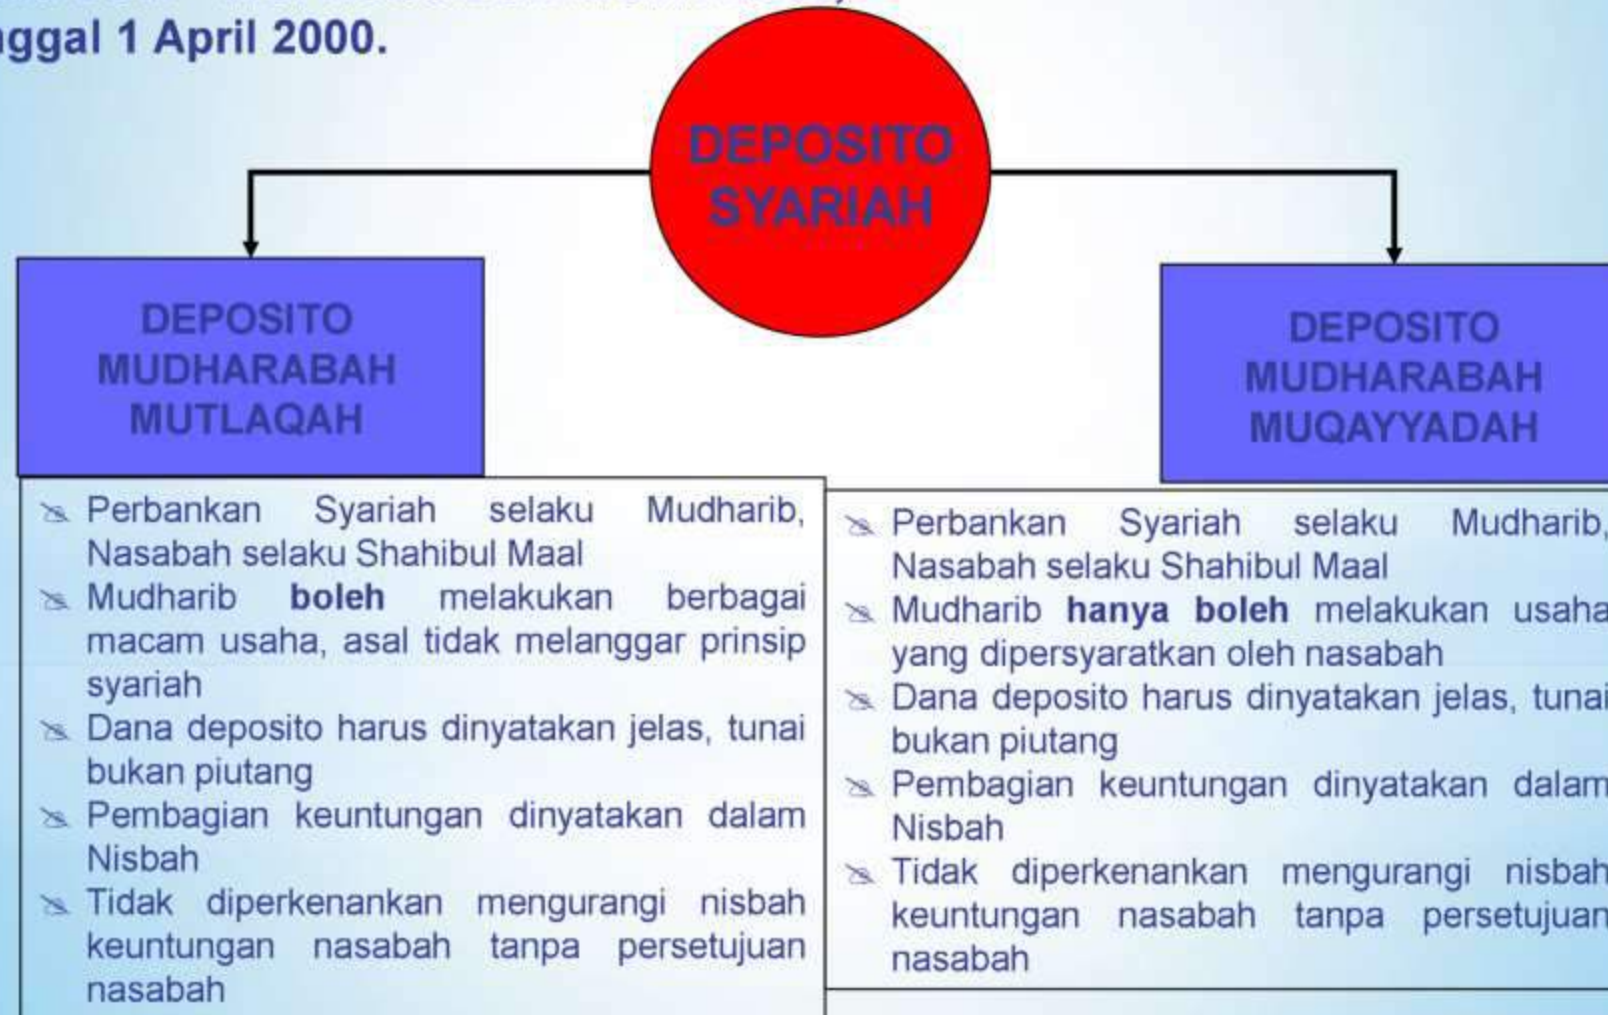 tanggal 1 April 2000.
DEPOSITO
SYARIAH
DEPOSITO
MUDHARABAH
MUTLAQAH
Perbankan Syariah selaku Mudharib,
Nasabah selaku Shahibul Maal
Mudharib boleh melakukan berbagai
macam usaha, asal tidak melanggar prinsip
syariah
Dana deposito harus dinyatakan jelas, tunai
bukan piutang
Pembagian keuntungan dinyatakan dalam
Nisbah
Tidak diperkenankan mengurangi nisbah
keuntungan nasabah tanpa persetujuan
nasabah
DEPOSITO
MUDHARABAH
MUQAYYADAH
Perbankan Syariah selaku Mudharib,
Nasabah selaku Shahibul Maal
Mudharib hanya boleh melakukan usaha
yang dipersyaratkan oleh nasabah
Dana deposito harus dinyatakan jelas, tunai
bukan piutang
Pembagian keuntungan dinyatakan dalam
Nisbah
Tidak diperkenankan mengurangi nisbah
keuntungan nasabah tanpa persetujuan
nasabah